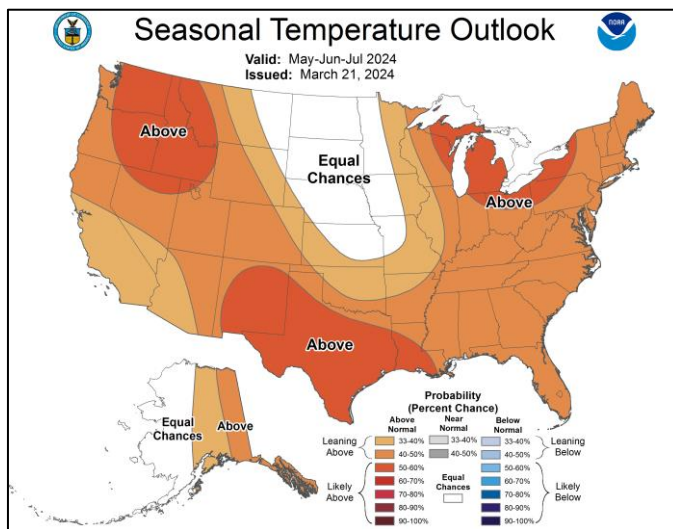 Seasonal Temperature Outlook
NOAA
Valid: May-Jun-Jul 2024
Issued: March 21, 2024
Above
Equal
Chances
Above
Above
Equal
Chances
Above
Probability
(Percent Chance)
Above
Normal
Near
Normal
Below
Normal
Leaning
Above
33-40%
40-50%
33-40%
40-50%
33-40%
40-50%
Leaning
Below
Likely
Above
50-60%
60-70%
70-80%
80-90%
90-100%
Equal
Chances
50-60%
60-70%
70-80%
80-90%
90-100%
Likely
Below